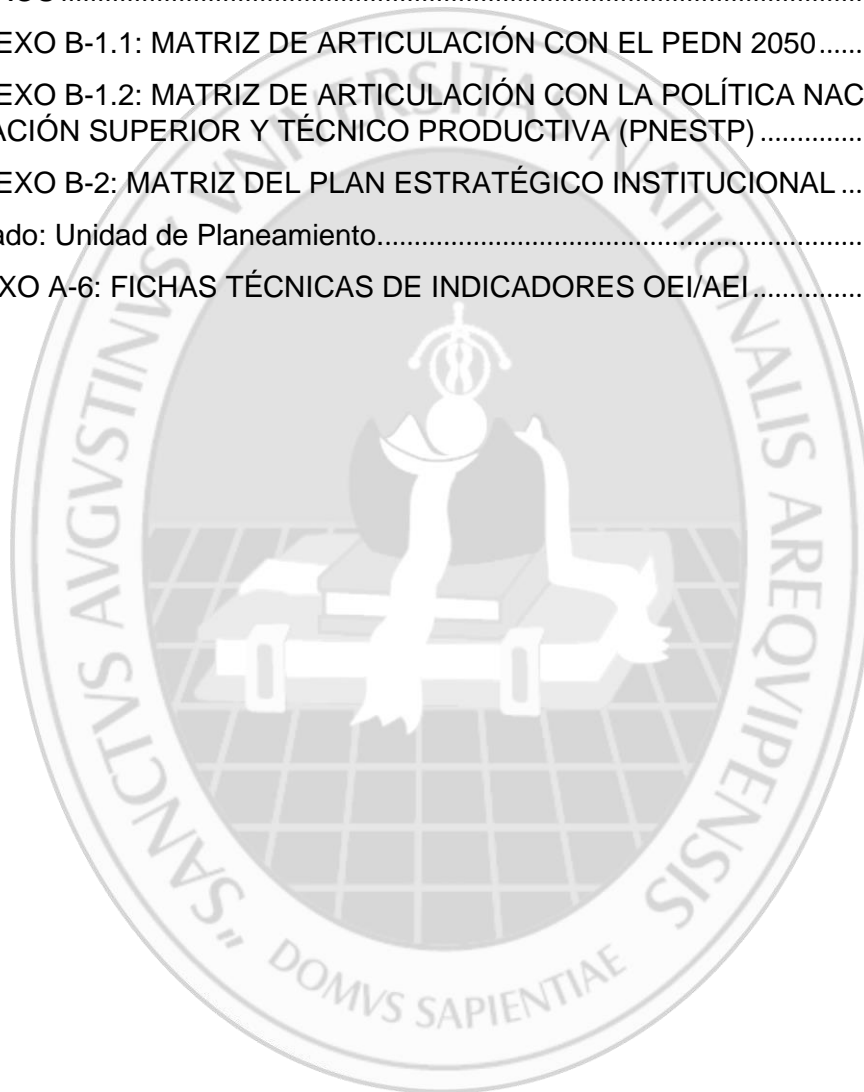 EXO B-1.1: MATRIZ DE ARTICULACIÓN CON EL PEDN 2050......
EXO B-1.2: MATRIZ DE ARTICULACIÓN CON LA POLÍTICA NAC
ACIÓN SUPERIOR Y TÉCNICO PRODUCTIVA (PNESTP)..............
EXO B-2: MATRIZ DEL PLAN ESTRATÉGICO INSTITUCIONAL...
ado: Unidad de Planeamiento..............................................................
XO A-6: FICHAS TÉCNICAS DE INDICADORES OEI/AEI...............
"SANCTVS AVGVSTINVS VNIVERSITAS NATIONALIS AREQVIPENSIS
DOMVS SAPIENTIAE